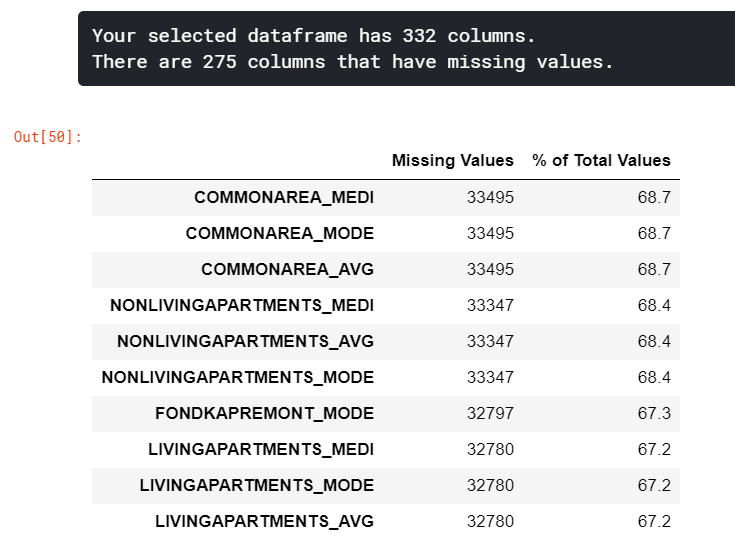 Your selected dataframe has 332 columns.
There are 275 columns that have missing values.
Out[50]:
Missing Values % of Total Values
COMMONAREA_MEDI 33495 68.7
COMMONAREA_MODE 33495 68.7
COMMONAREA_AVG 33495 68.7
NONLIVINGAPARTMENTS_MEDI 33347 68.4
NONLIVINGAPARTMENTS_AVG 33347 68.4
NONLIVINGAPARTMENTS_MODE 33347 68.4
FONDKAPREMONT_MODE 32797 67.3
LIVINGAPARTMENTS_MEDI 32780 67.2
LIVINGAPARTMENTS_MODE 32780 67.2
LIVINGAPARTMENTS_AVG 32780 67.2